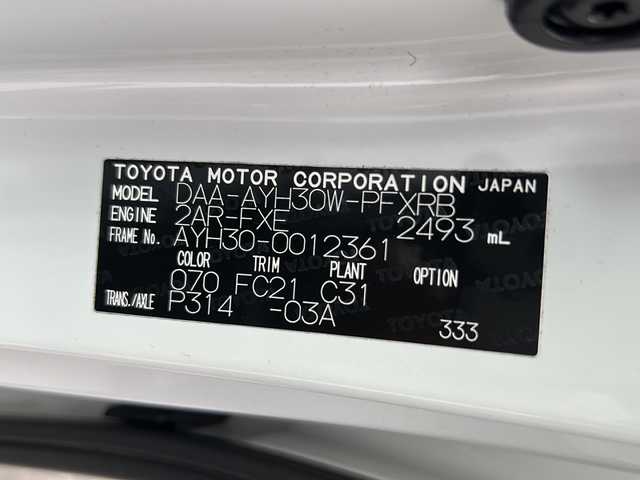 TOYOTA MOTOR CORPORATION JAPAN
MODEL DAA-AYH30W-PFXRB
ENGINE 2AR-FXE 2493 mL
FRAME No. AYH30-0012361
COLOR TRIM PLANT OPTION
070 FC21 C31
TRANS./AXLE P314 -03A
333